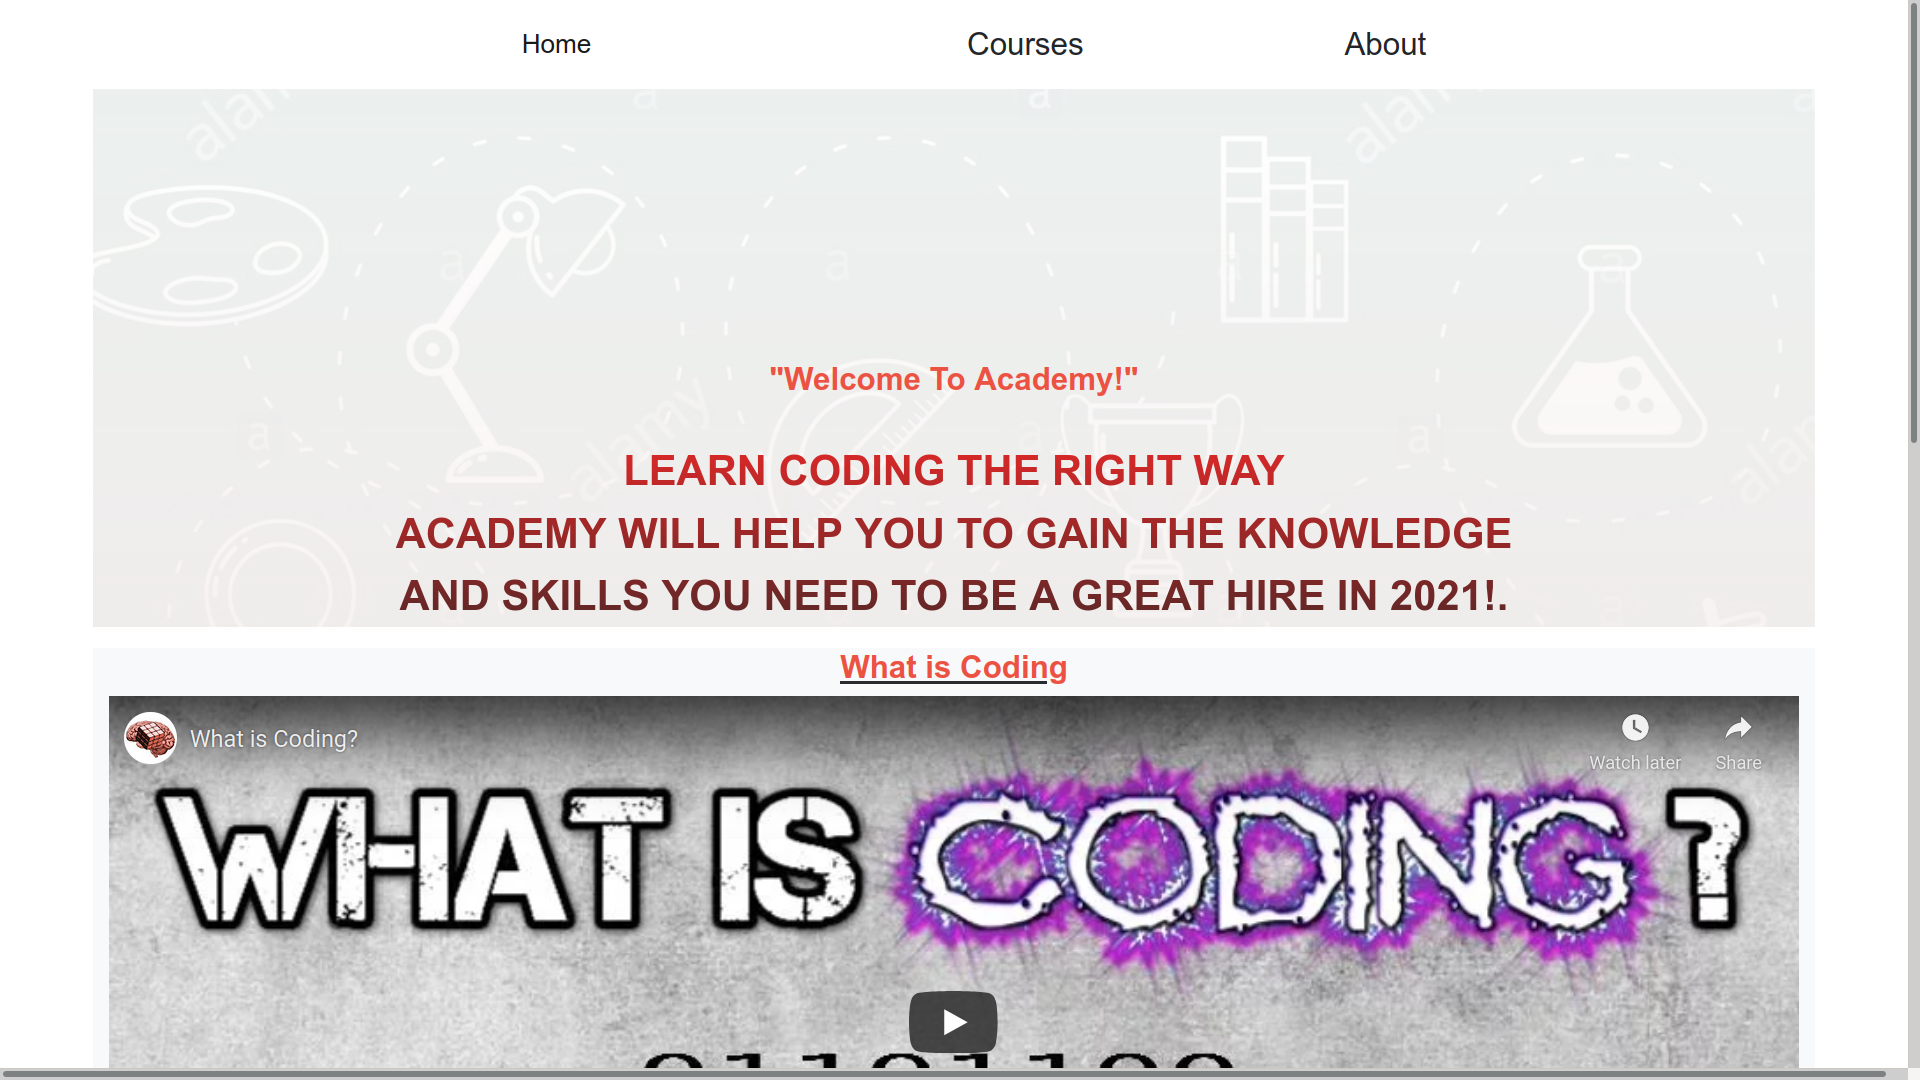 Home Courses About
alamy
"Welcome To Academy!"
LEARN CODING THE RIGHT WAY
ACADEMY WILL HELP YOU TO GAIN THE KNOWLEDGE
AND SKILLS YOU NEED TO BE A GREAT HIRE IN 2021!.
What is Coding
What is Coding?
Watch later Share
WHAT IS CODING?